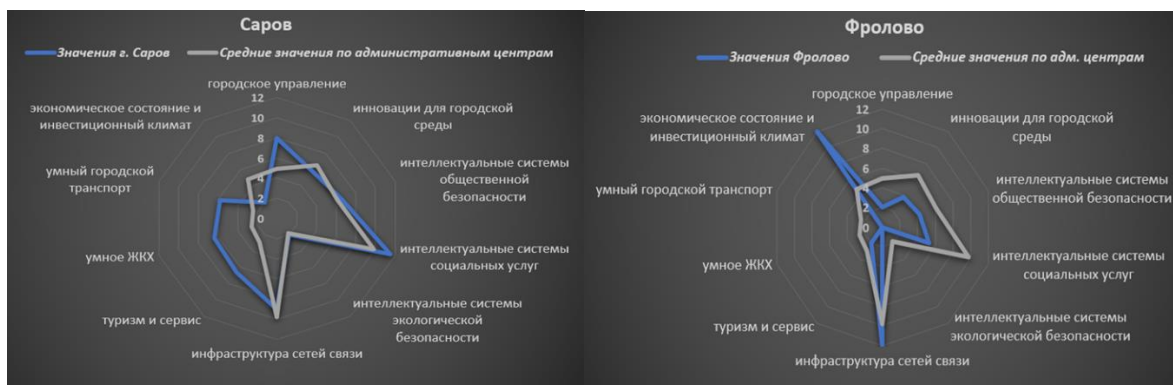 Саров
Значения г. Саров
Средние значения по административным центрам
городское управление
инновации для городской
среды
интеллектуальные системы
общественной
безопасности
интеллектуальные системы
социальных услуг
интеллектуальные системы
экологической
безопасности
инфраструктура сетей связи
туризм и сервис
умное ЖКХ
умный городской
транспорт
экономическое состояние и
инвестиционный климат
12
10
8
6
4
2
0
Фролово
Значения Фролово
Средние значения по адм. центрам
городское управление
инновации для городской
среды
интеллектуальные системы
общественной безопасности
интеллектуальные системы
социальных услуг
интеллектуальные системы
экологической безопасности
инфраструктура сетей связи
туризм и сервис
умное ЖКХ
умный городской транспорт
экономическое состояние и
инвестиционный климат
12
10
8
6
4
2
0